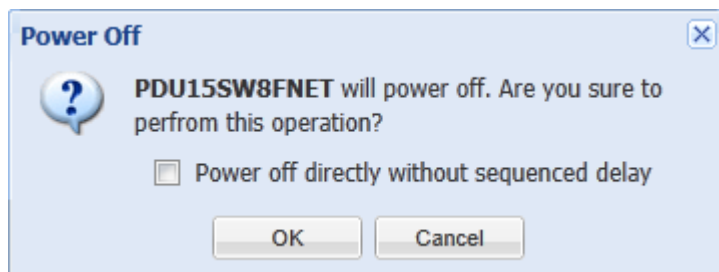 Power Off
PDU15SW8FNET will power off. Are you sure to
perfrom this operation?
Power off directly without sequenced delay
OK Cancel